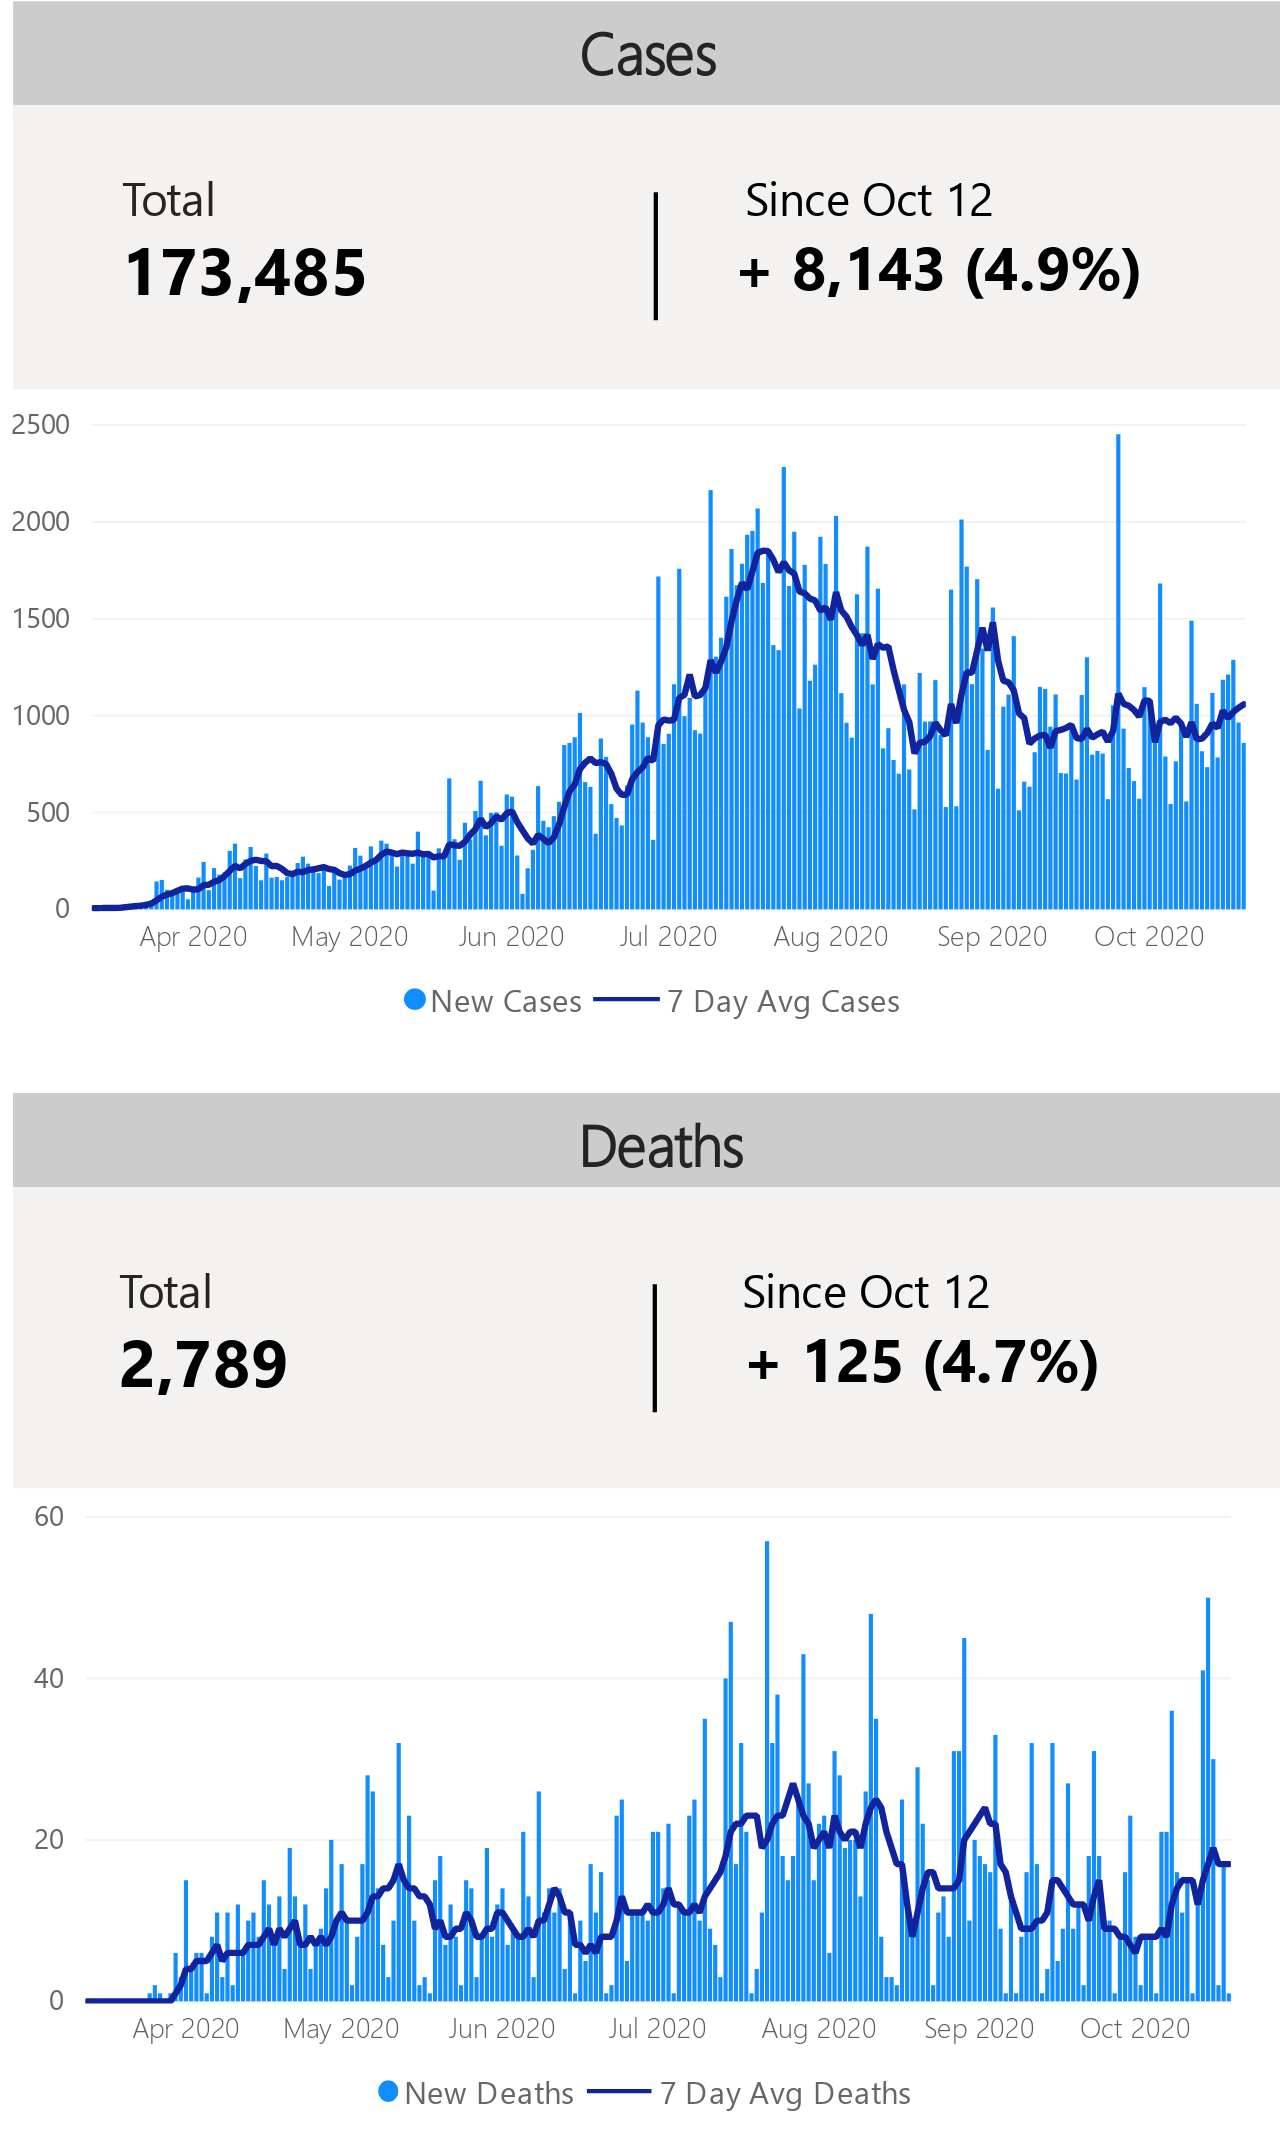 Cases
Total
Since Oct 12
173,485
+ 8,143 (4.9%)
2500
2000
1500
1000
500
0
Apr 2020 May 2020 Jun 2020 Jul 2020 Aug 2020 Sep 2020 Oct 2020
New Cases 7 Day Avg Cases
Deaths
Total
Since Oct 12
2,789
+ 125 (4.7%)
60
40
20
0
Apr 2020 May 2020 Jun 2020 Jul 2020 Aug 2020 Sep 2020 Oct 2020
New Deaths 7 Day Avg Deaths